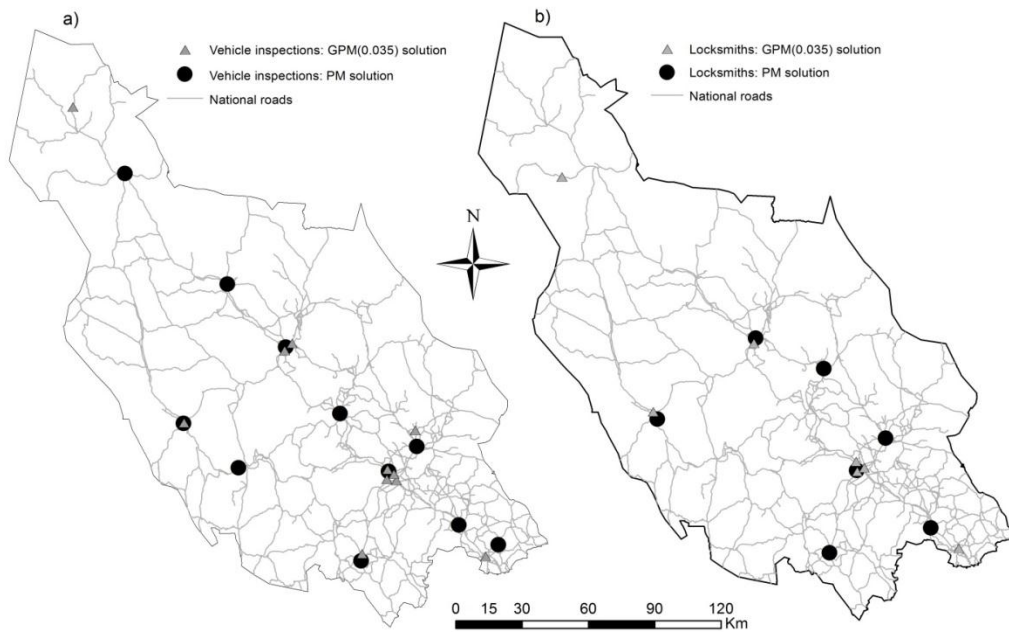 a)
Vehicle inspections: GPM(0.035) solution
Vehicle inspections: PM solution
National roads
b)
Locksmiths: GPM(0.035) solution
Locksmiths: PM solution
National roads
N
0 15 30 60 90 120
Km